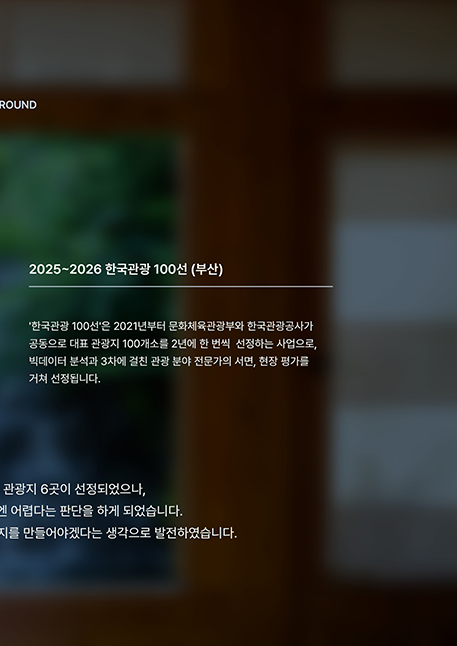 ROUND
2025~2026 한국관광 100선 (부산)
'한국관광 100선'은 2021년부터 문화체육관광부와 한국관광공사가
공동으로 대표 관광지 100개소를 2년에 한 번씩 선정하는 사업으로,
빅데이터 분석과 3차에 걸친 관광 분야 전문가의 서면, 현장 평가를
거쳐 선정됩니다.
관광지 6곳이 선정되었으나,
엔 어렵다는 판단을 하게 되었습니다.
지를 만들어야겠다는 생각으로 발전하였습니다.